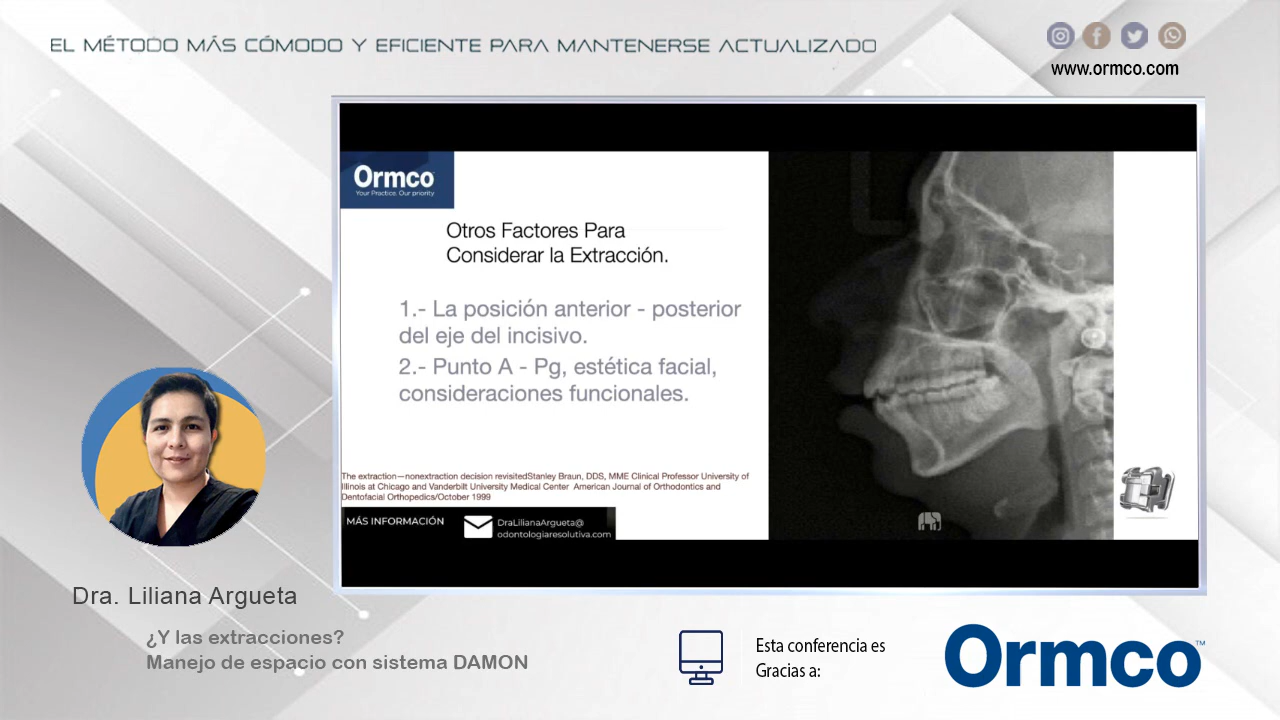 EL MÉTODO MÁS CÓMODO Y EFICIENTE PARA MANTENERSE ACTUALIZADO
www.ormco.com
Ormco
Your Practice. Our priority
Otros Factores Para
Considerar la Extracción.
1.- La posición anterior - posterior
del eje del incisivo.
2.- Punto A - Pg, estética facial,
consideraciones funcionales.
The extraction—nonextraction decision revisitedStanley Braun, DDS, MME Clinical Professor University of
Illinois at Chicago and Vanderbilt University Medical Center American Journal of Orthodontics and
Dentofacial Orthopedics/October 1999
MÁS INFORMACIÓN
DraLilianaArgueta@
odontologiaresolutiva.com
Dra. Liliana Argueta
¿Y las extracciones?
Manejo de espacio con sistema DAMON
Esta conferencia es
Gracias a:
Ormco™